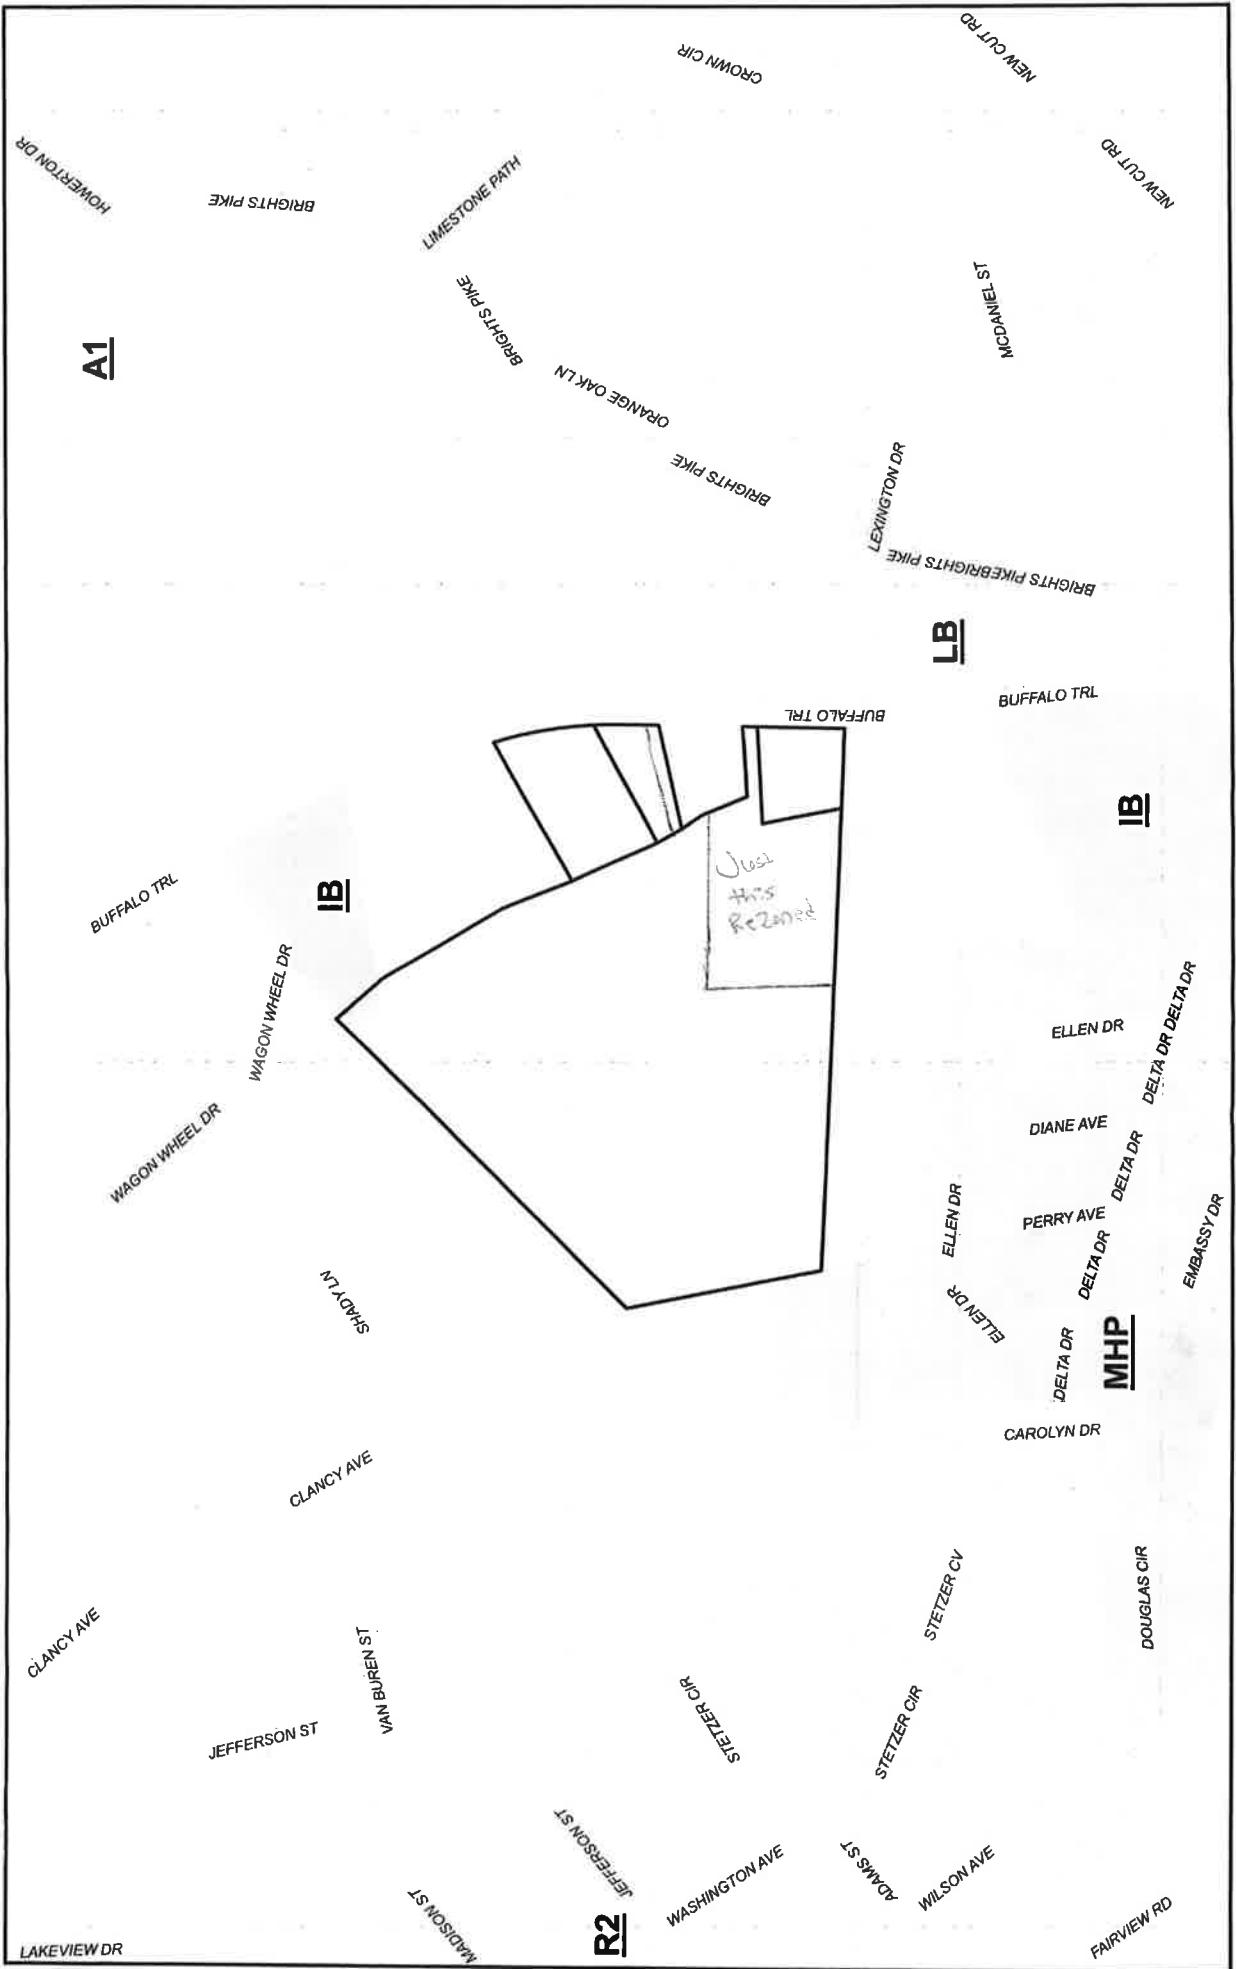 CROWN CIR
NEW CUT RD
HOWERTON DR
BRIGHTS PIKE
LIMESTONE PATH
NEW CUT RD
A1
BRIGHTS PIKE
MCDANIEL ST
ORANGE OAK LN
BRIGHTS PIKE
LEXINGTON DR
BRIGHTS PIKEBRIGHTS PIKE
LB
BUFFALO TRL
BUFFALO TRL
IB
BUFFALO TRL
IB
Just
this
ReZoned
WAGON WHEEL DR
WAGON WHEEL DR
ELLEN DR
DELTA DR DELTA DR
DIANE AVE
DELTA DR
ELLEN DR
PERRY AVE
EMBASSY DR
DELTA DR
SHADY LN
ELLEN DR
DELTA DR
MHP
CAROLYN DR
CLANCY AVE
STETZER CV
DOUGLAS CIR
CLANCY AVE
VAN BUREN ST
JEFFERSON ST
STETZER CIR
STETZER CIR
JEFFERSON ST
WASHINGTON AVE
ADAMS ST
WILSON AVE
MADISON ST
R2
FAIRVIEW RD
LAKEVIEW DR